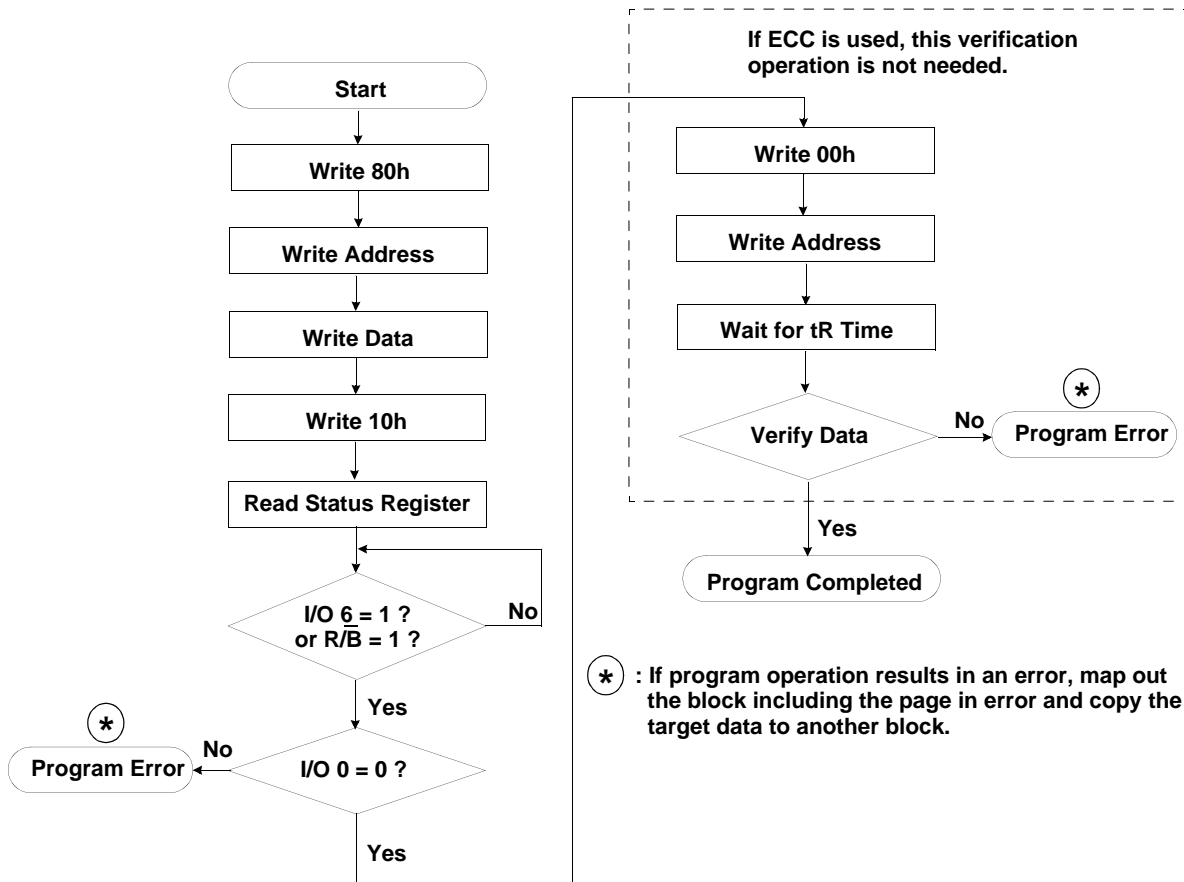 Start
Write 80h
Write Address
Write Data
Write 10h
Read Status Register
I/O 6 = 1 ?
or R/B̅ = 1 ?
No
Yes
*
No
Program Error
I/O 0 = 0 ?
Yes
If ECC is used, this verification
operation is not needed.
Write 00h
Write Address
Wait for tR Time
Verify Data
No
*
Program Error
Yes
Program Completed
* : If program operation results in an error, map out
the block including the page in error and copy the
target data to another block.